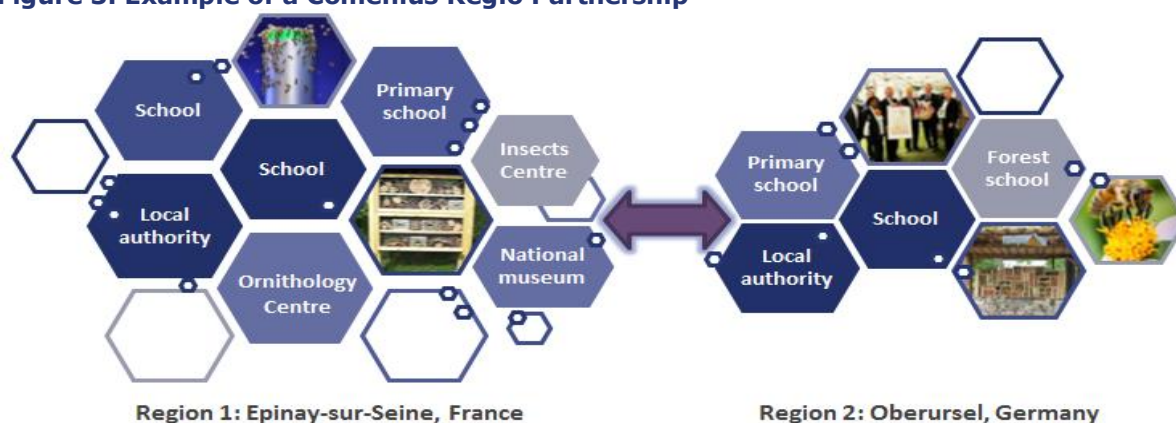 Figure 3: Example of a Comenius Regio Partnership
School
Primary
school
School
Insects
Centre
Local
authority
Ornithology
Centre
National
museum
Primary
school
Forest
school
School
Local
authority
Region 1: Epinay-sur-Seine, France
Region 2: Oberursel, Germany